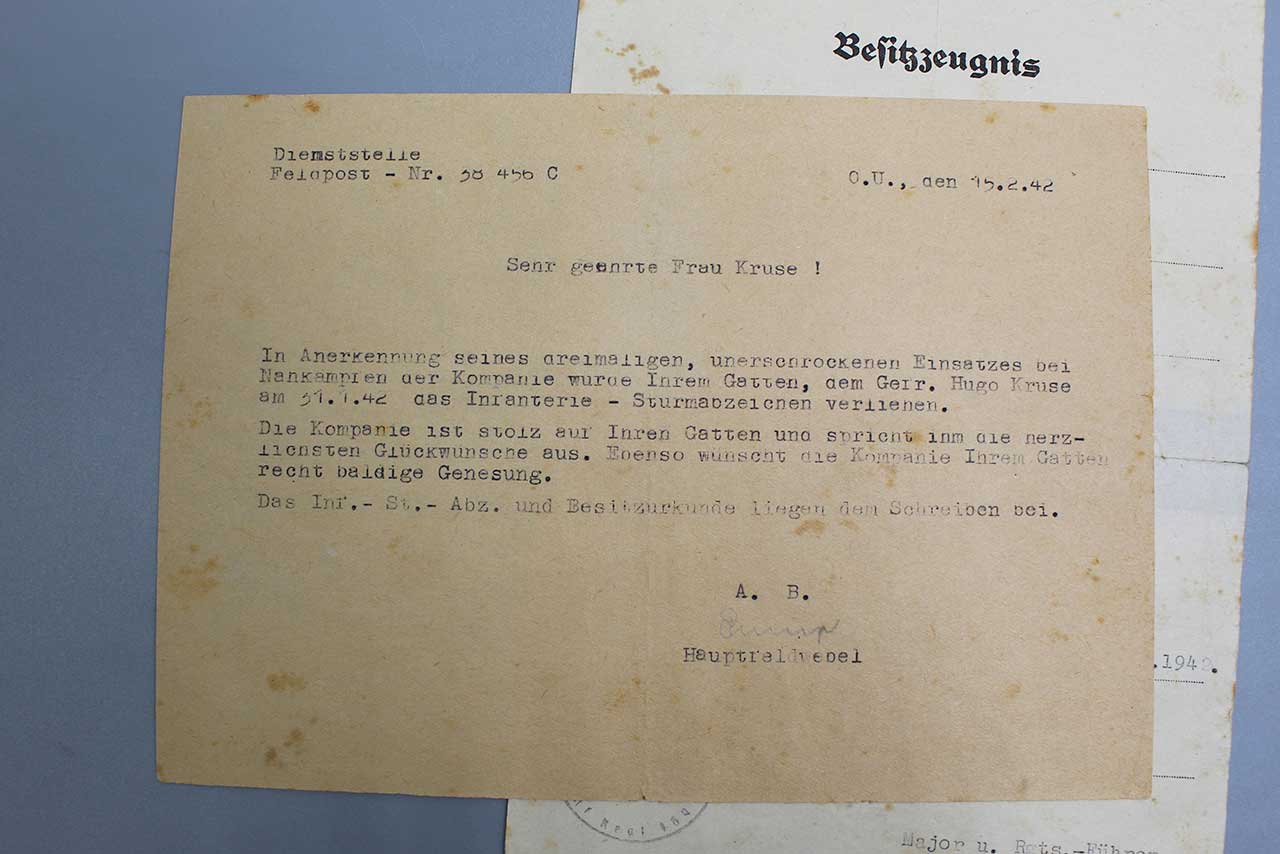 Besitzzeugnis
Dienststelle
Feldpost - Nr. 38 456 C
O.U., den 15.2.42
Sehr geehrte Frau Kruse !
In Anerkennung seines dreimaligen, unerschrockenen Einsatzes bei
Nahkämpfen der Kompanie wurde Ihrem Gatten, dem Gefr. Hugo Kruse
am 31.1.42 das Infanterie - Sturmabzeichen verliehen.
Die Kompanie ist stolz auf Ihren Gatten und spricht ihm die herz-
lichsten Glückwünsche aus. Ebenso wünscht die Kompanie Ihrem Gatten
recht baldige Genesung.
Das Inf.- St.- Abz. und Besitzurkunde liegen dem Schreiben bei.
A. B.
Hauptfeldwebel
.1942.
Major u. Rgts.-Führer